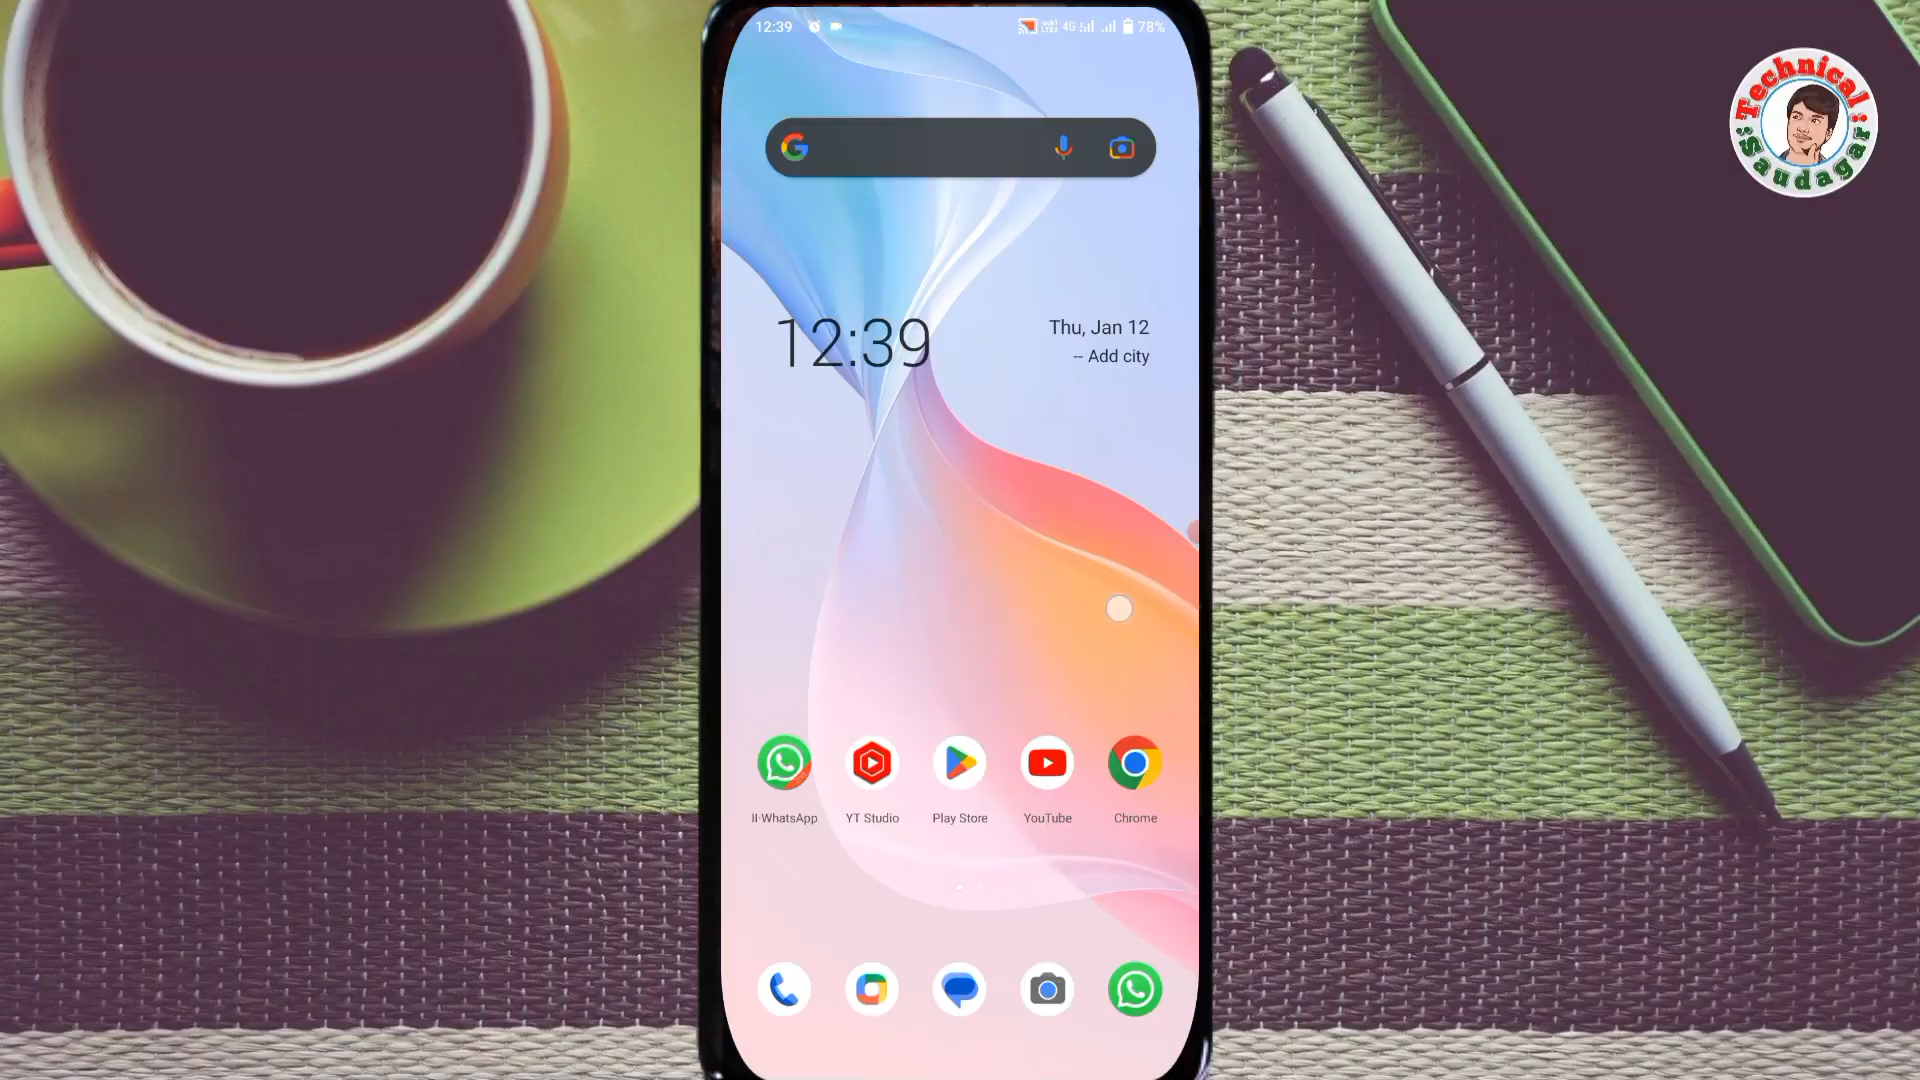 12:39
4G
78%
:Technical:
Saudagar
12:39
Thu, Jan 12
-- Add city
II·WhatsApp
YT Studio
Play Store
YouTube
Chrome